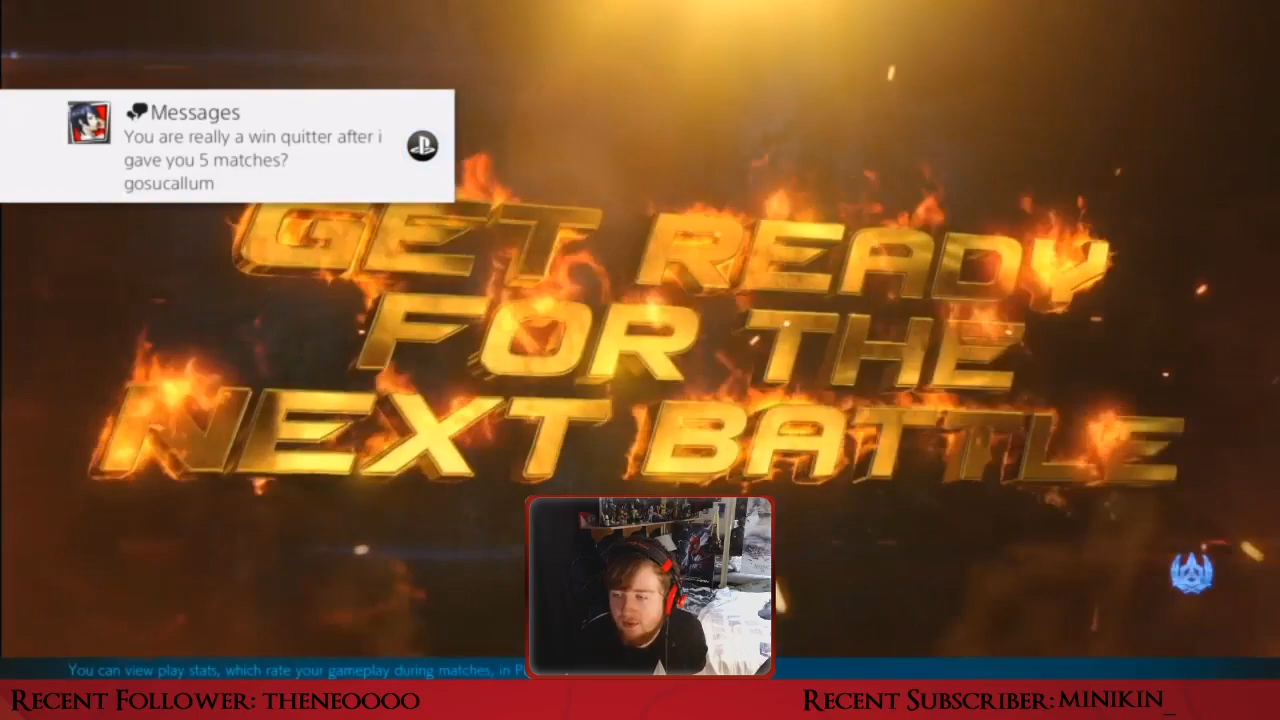 Messages
You are really a win quitter after i
gave you 5 matches?
gosucallum
GET READY
FOR THE
NEXT BATTLE
You can view play stats, which rate your gameplay during matches, in P
RECENT FOLLOWER: THENEOOOO
RECENT SUBSCRIBER: MINIKIN_